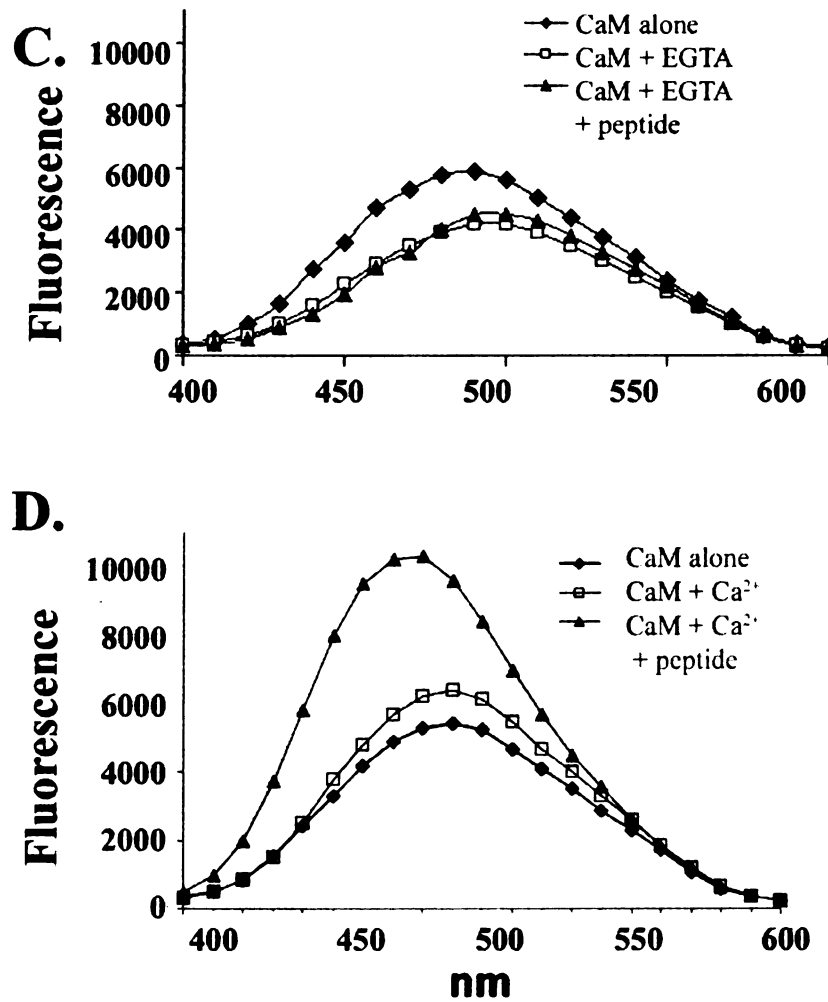 C.
CaM alone
CaM + EGTA
CaM + EGTA
+ peptide
Fluorescence
10000
8000
6000
4000
2000
0
400 450 500 550 600
D.
CaM alone
CaM + Ca²⁺
CaM + Ca²⁺
+ peptide
Fluorescence
10000
8000
6000
4000
2000
0
400 450 500 550 600
nm